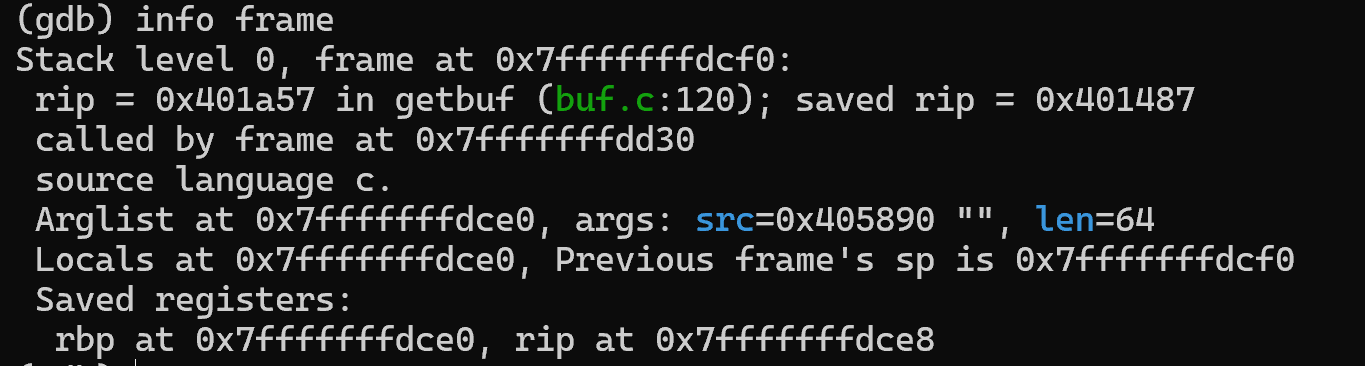 (gdb) info frame
Stack level 0, frame at 0x7fffffffdcf0:
 rip = 0x401a57 in getbuf (buf.c:120); saved rip = 0x401487
 called by frame at 0x7fffffffdd30
 source language c.
 Arglist at 0x7fffffffdce0, args: src=0x405890 "", len=64
 Locals at 0x7fffffffdce0, Previous frame's sp is 0x7fffffffdcf0
 Saved registers:
  rbp at 0x7fffffffdce0, rip at 0x7fffffffdce8